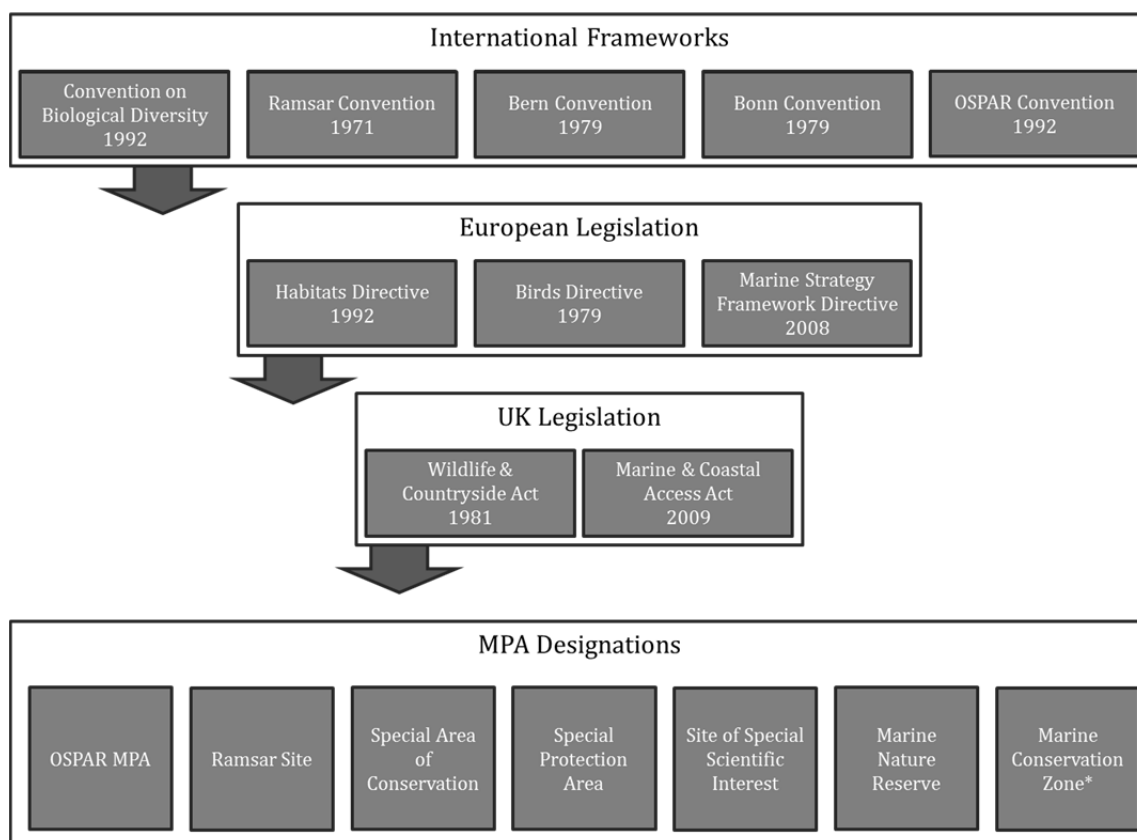 International Frameworks
Convention on
Biological Diversity
1992
Ramsar Convention
1971
Bern Convention
1979
Bonn Convention
1979
OSPAR Convention
1992
European Legislation
Habitats Directive
1992
Birds Directive
1979
Marine Strategy
Framework Directive
2008
UK Legislation
Wildlife &
Countryside Act
1981
Marine & Coastal
Access Act
2009
MPA Designations
OSPAR MPA
Ramsar Site
Special Area
of
Conservation
Special
Protection
Area
Site of Special
Scientific
Interest
Marine
Nature
Reserve
Marine
Conservation
Zone*